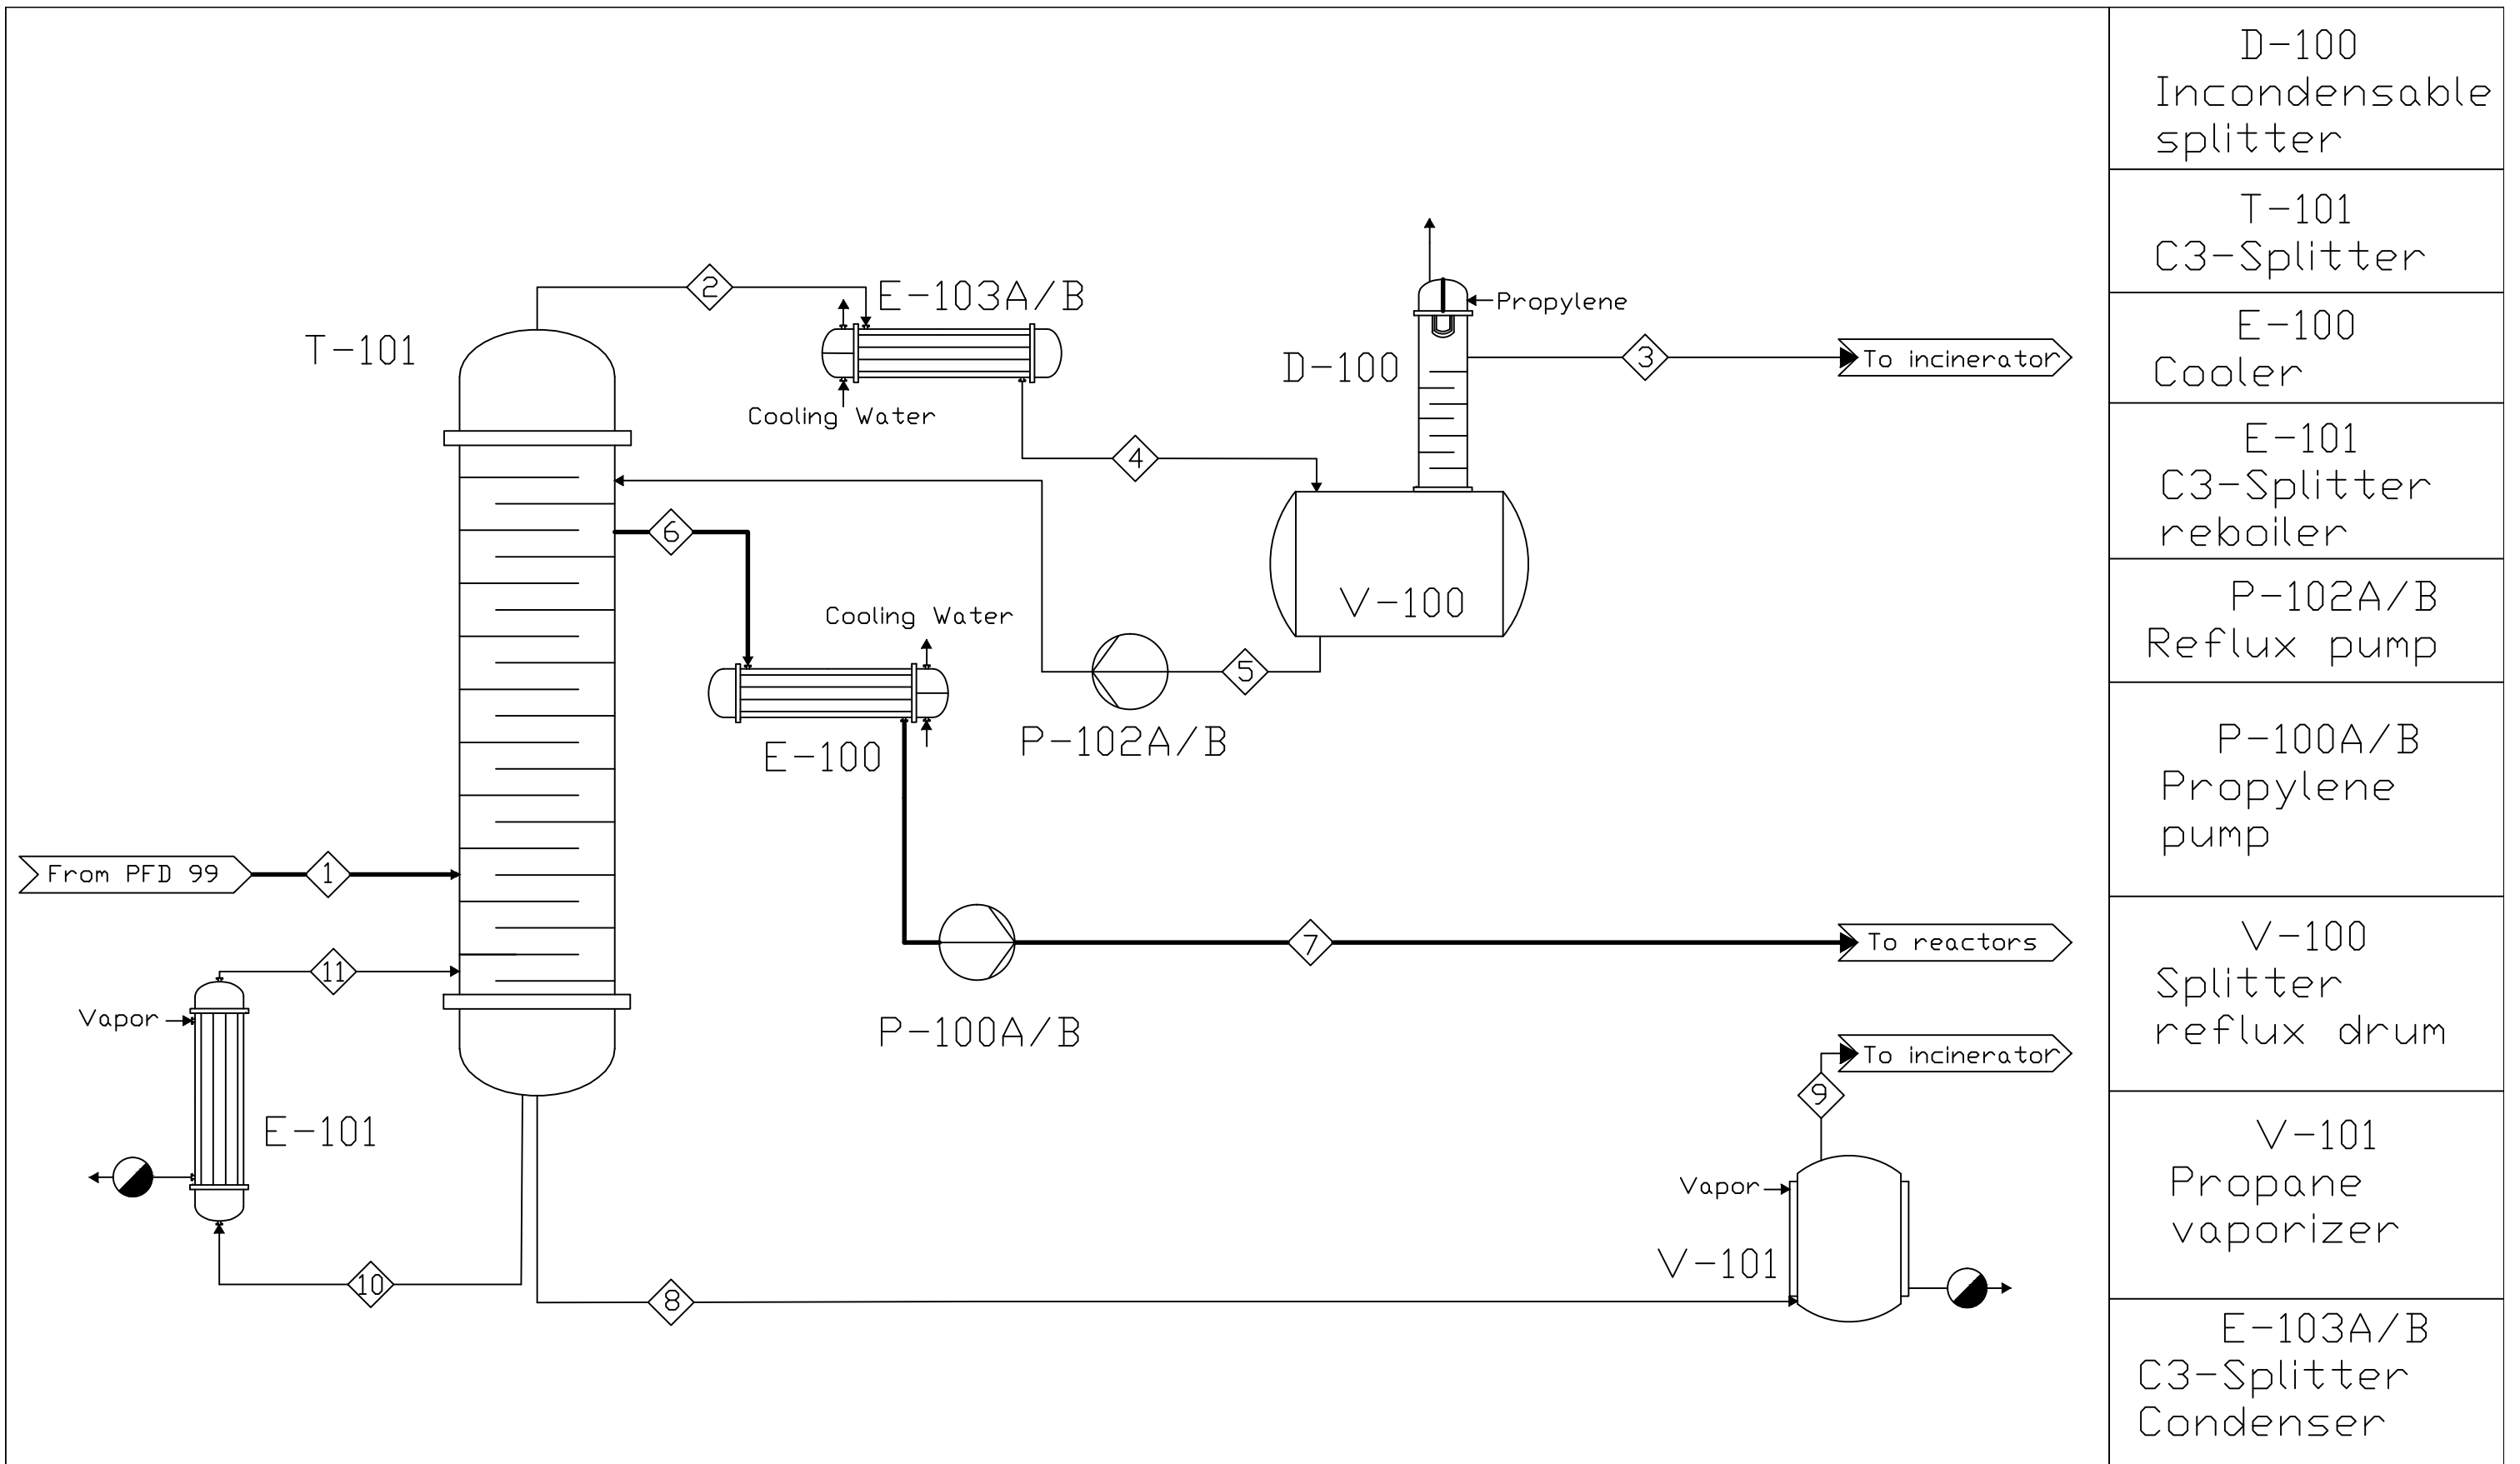 2
E-103A/B
T-101
Cooling Water
Propylene
D-100
3
To incinerator
4
6
V-100
Cooling Water
5
P-102A/B
E-100
From PFD 99
1
7
To reactors
11
Vapor
P-100A/B
To incinerator
9
E-101
Vapor
V-101
10
8
D-100
Incondensable
splitter
T-101
C3-Splitter
E-100
Cooler
E-101
C3-Splitter
reboiler
P-102A/B
Reflux pump
P-100A/B
Propylene
pump
V-100
Splitter
reflux drum
V-101
Propane
vaporizer
E-103A/B
C3-Splitter
Condenser